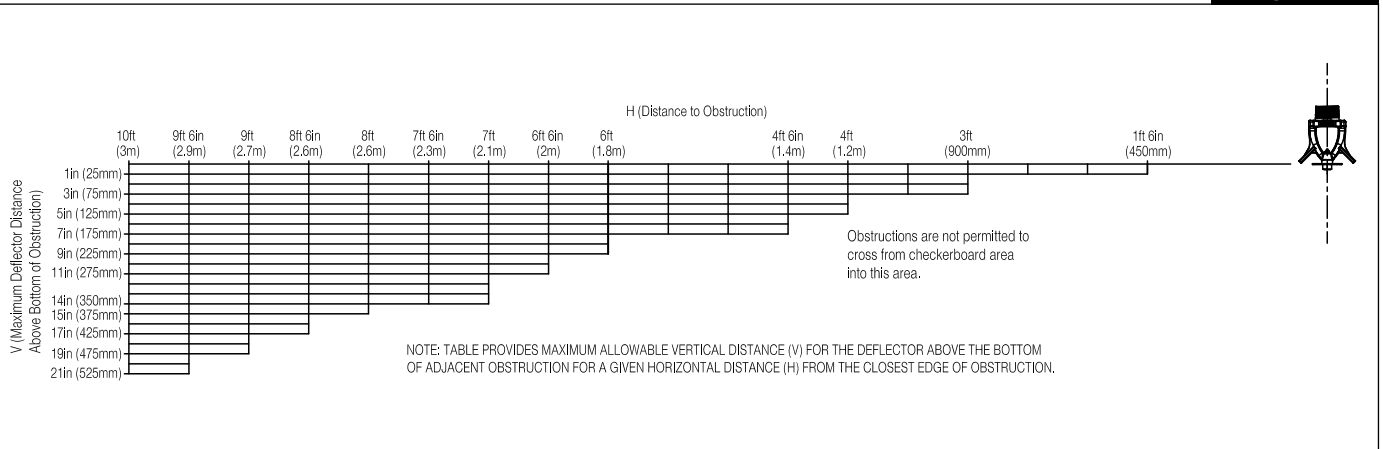 H (Distance to Obstruction)
10ft 9ft 6in 9ft 8ft 6in 8ft 7ft 6in 7ft 6ft 6in 6ft 4ft 6in 4ft 3ft 1ft 6in
(3m) (2.9m) (2.7m) (2.6m) (2.6m) (2.3m) (2.1m) (2m) (1.8m) (1.4m) (1.2m) (900mm) (450mm)
V (Maximum Deflector Distance
Above Bottom of Obstruction)
1in (25mm)
3in (75mm)
5in (125mm)
7in (175mm)
9in (225mm)
11in (275mm)
14in (350mm)
15in (375mm)
17in (425mm)
19in (475mm)
21in (525mm)
Obstructions are not permitted to
cross from checkerboard area
into this area.
NOTE: TABLE PROVIDES MAXIMUM ALLOWABLE VERTICAL DISTANCE (V) FOR THE DEFLECTOR ABOVE THE BOTTOM
OF ADJACENT OBSTRUCTION FOR A GIVEN HORIZONTAL DISTANCE (H) FROM THE CLOSEST EDGE OF OBSTRUCTION.